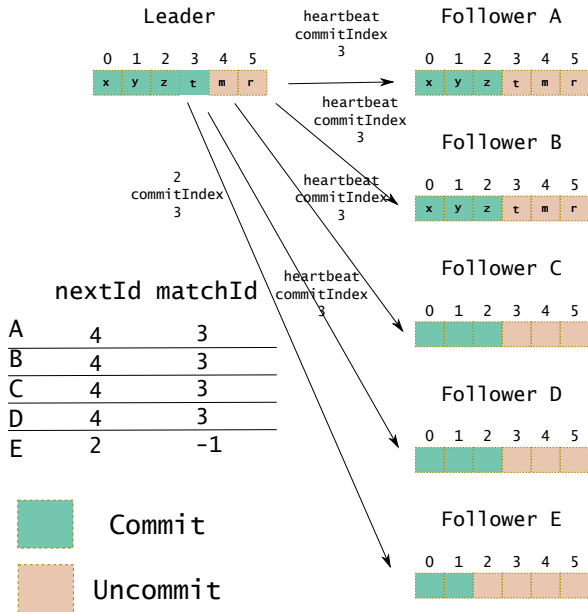 Leader
0 1 2 3 4 5
x y z t m r
heartbeat
commitIndex
3
Follower A
0 1 2 3 4 5
x y z t m r
heartbeat
commitIndex
3
Follower B
0 1 2 3 4 5
x y z t m r
2
commitIndex
3
heartbeat
commitIndex
3
Follower C
0 1 2 3 4 5
heartbeat
commitIndex
3
nextId matchId
A 4 3
B 4 3
C 4 3
D 4 3
E 2 -1
Follower D
0 1 2 3 4 5
Follower E
0 1 2 3 4 5
Commit
Uncommit